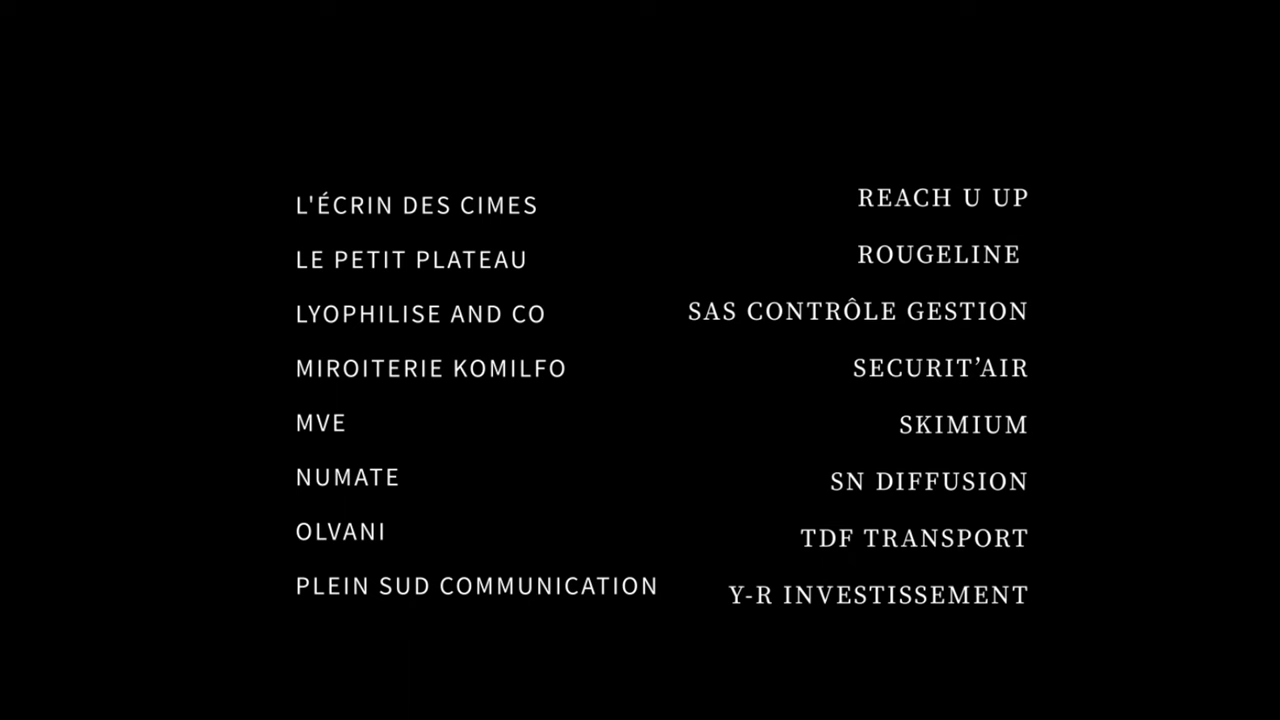 L'ÉCRIN DES CIMES
LE PETIT PLATEAU
LYOPHILISE AND CO
MIROITERIE KOMILFO
MVE
NUMATE
OLVANI
PLEIN SUD COMMUNICATION
REACH U UP
ROUGELINE
SAS CONTRÔLE GESTION
SECURIT’AIR
SKIMIUM
SN DIFFUSION
TDF TRANSPORT
Y-R INVESTISSEMENT